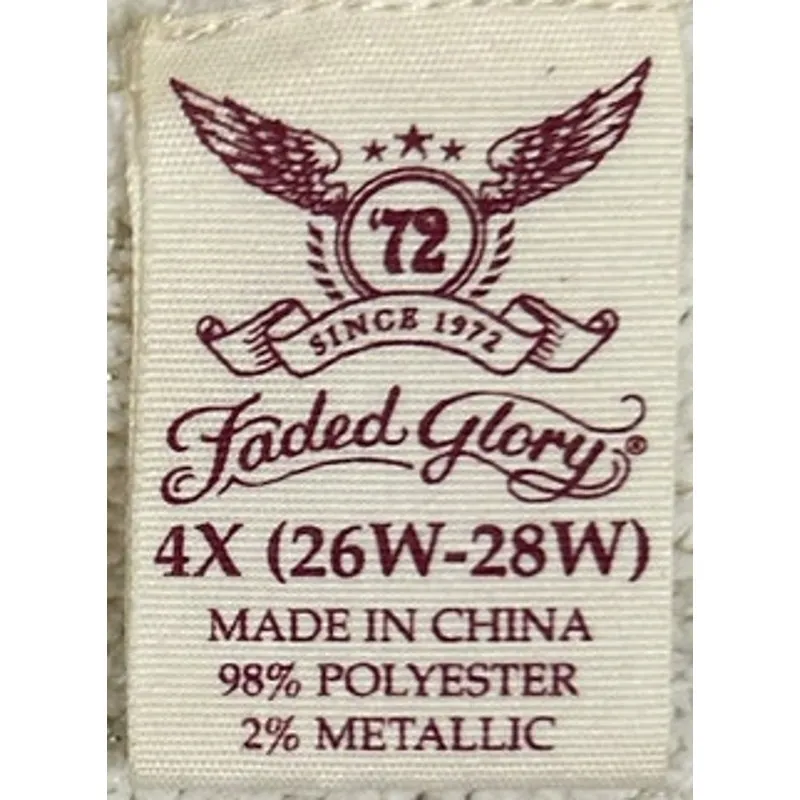 '72
SINCE 1972
Faded Glory®
4X (26W-28W)
MADE IN CHINA
98% POLYESTER
2% METALLIC